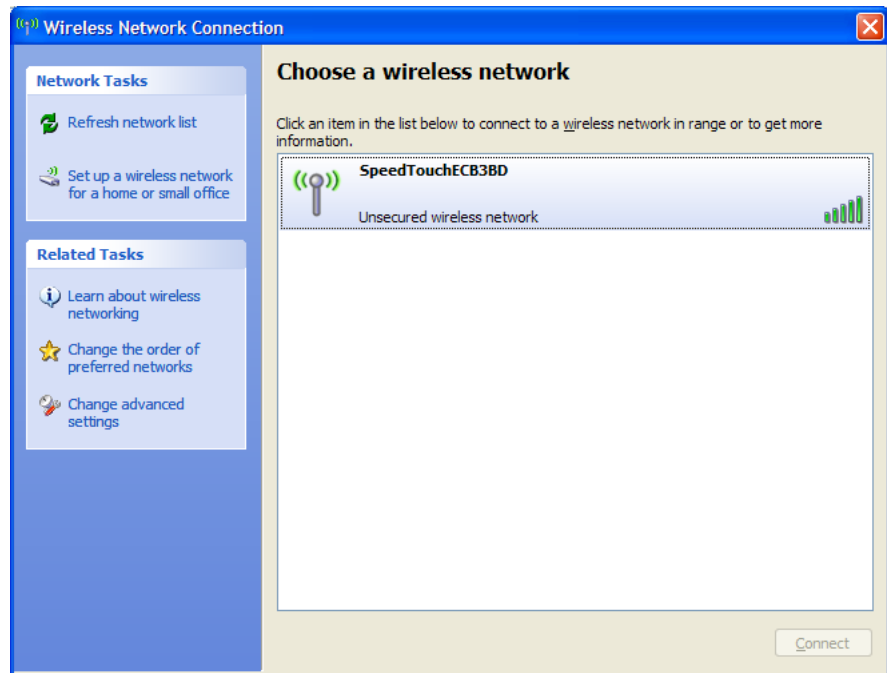 Wireless Network Connection
Network Tasks
Refresh network list
Set up a wireless network
for a home or small office
Related Tasks
Learn about wireless
networking
Change the order of
preferred networks
Change advanced
settings
Choose a wireless network
Click an item in the list below to connect to a wireless network in range or to get more
information.
SpeedTouchECB3BD
Unsecured wireless network
Connect